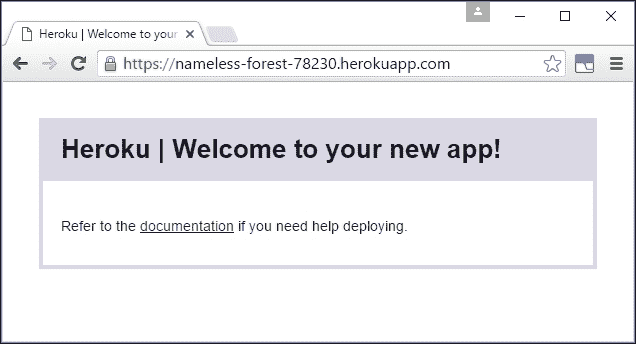 Heroku | Welcome to your
https://nameless-forest-78230.herokuapp.com
Heroku | Welcome to your new app!
Refer to the documentation if you need help deploying.